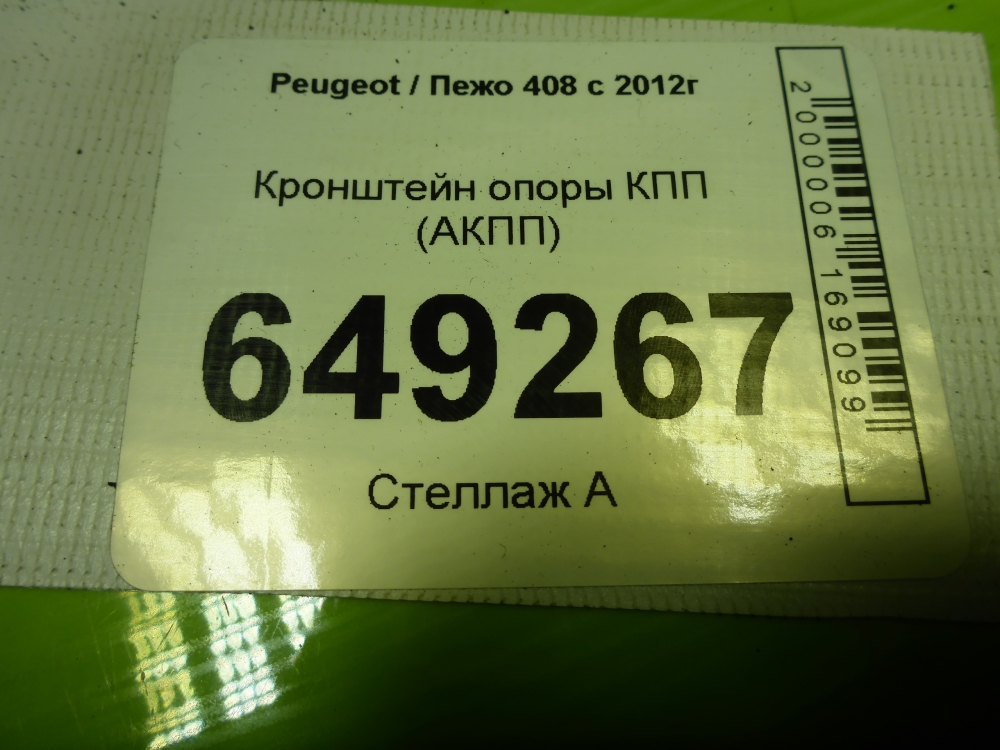 Peugeot / Пежо 408 с 2012г
Кронштейн опоры КПП
(АКПП)
649267
Стеллаж А
2000006169099